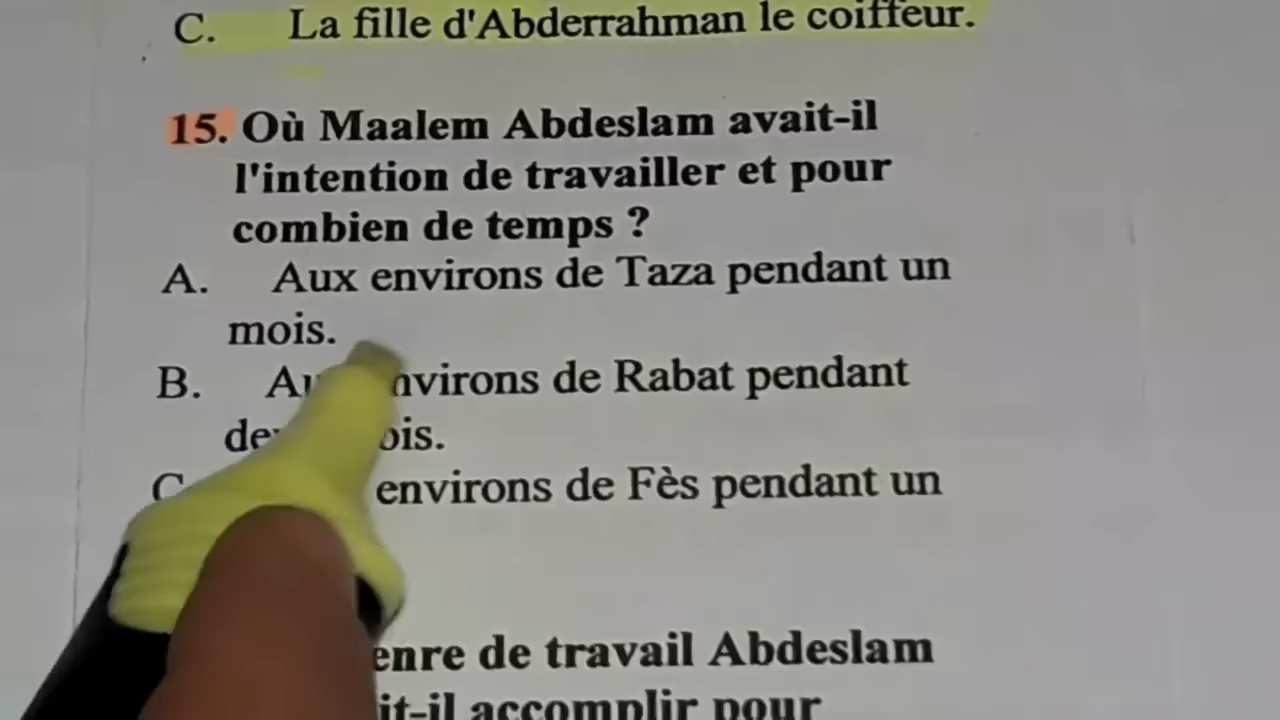 C. La fille d'Abderrahman le coiffeur.
15. Où Maalem Abdeslam avait-il
l'intention de travailler et pour
combien de temps ?
A. Aux environs de Taza pendant un
mois.
B. environs de Rabat pendant
C environs de Fès pendant un
de travail Abdeslam
accomplir pour